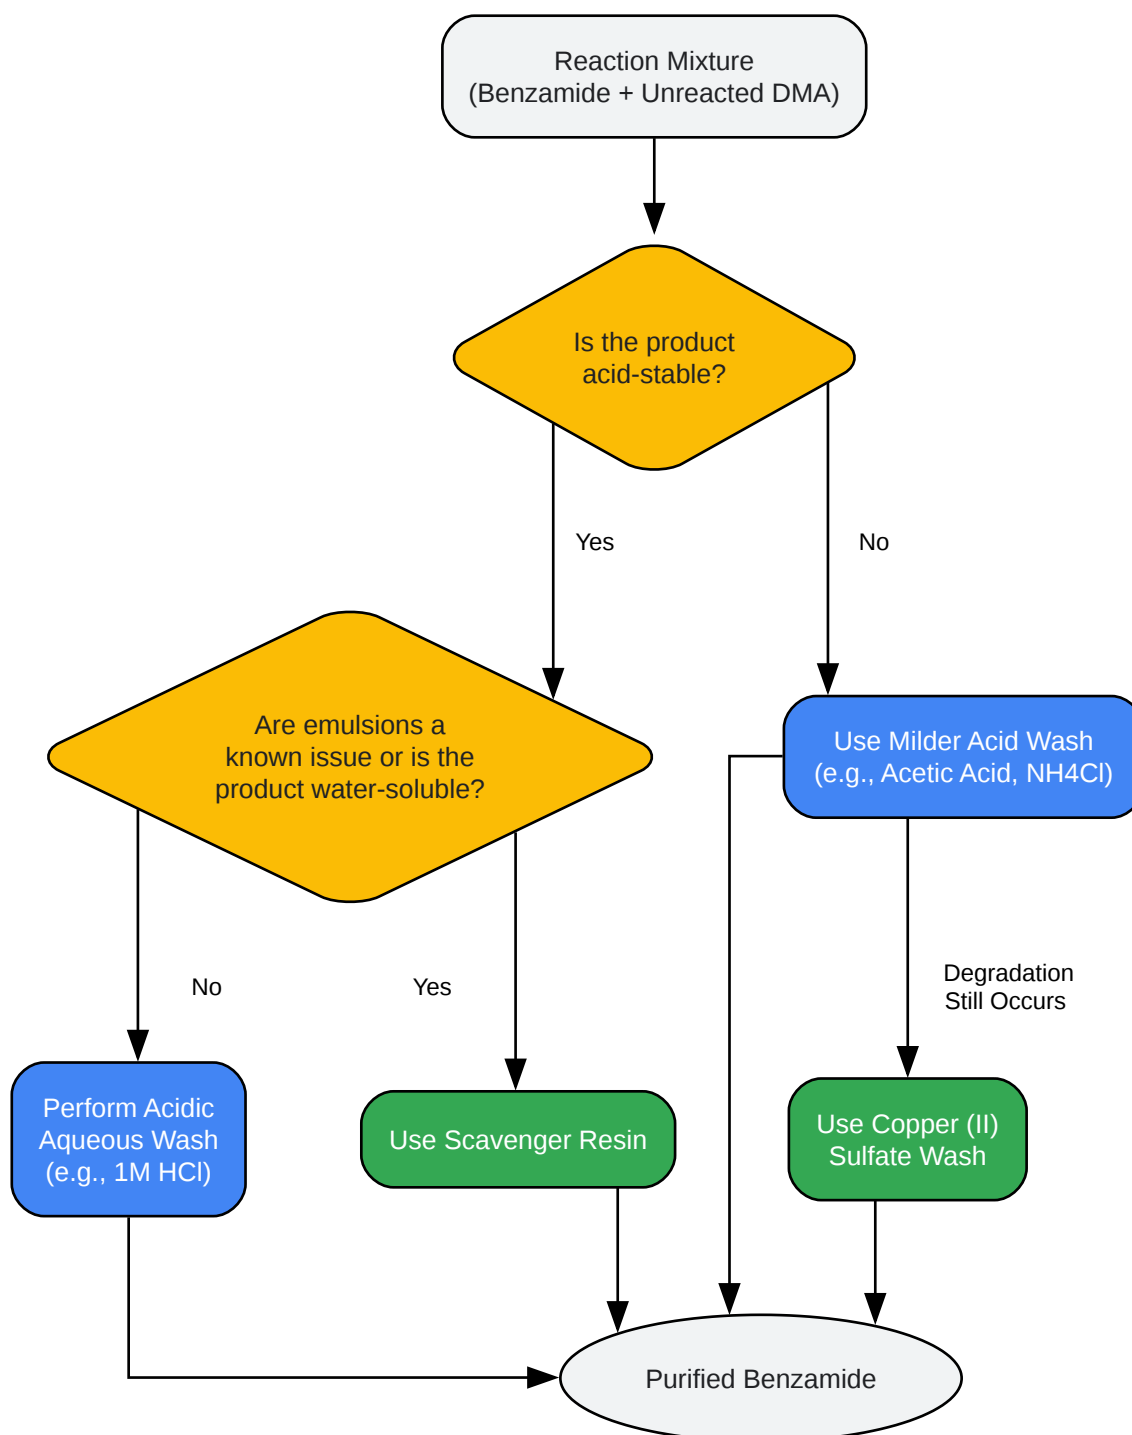 Reaction Mixture
(Benzamide + Unreacted DMA)
Is the product
acid-stable?
Yes
No
Are emulsions a
known issue or is the
product water-soluble?
Use Milder Acid Wash
(e.g., Acetic Acid, NH4Cl)
No
Yes
Degradation
Still Occurs
Perform Acidic
Aqueous Wash
(e.g., 1M HCl)
Use Scavenger Resin
Use Copper (II)
Sulfate Wash
Purified Benzamide